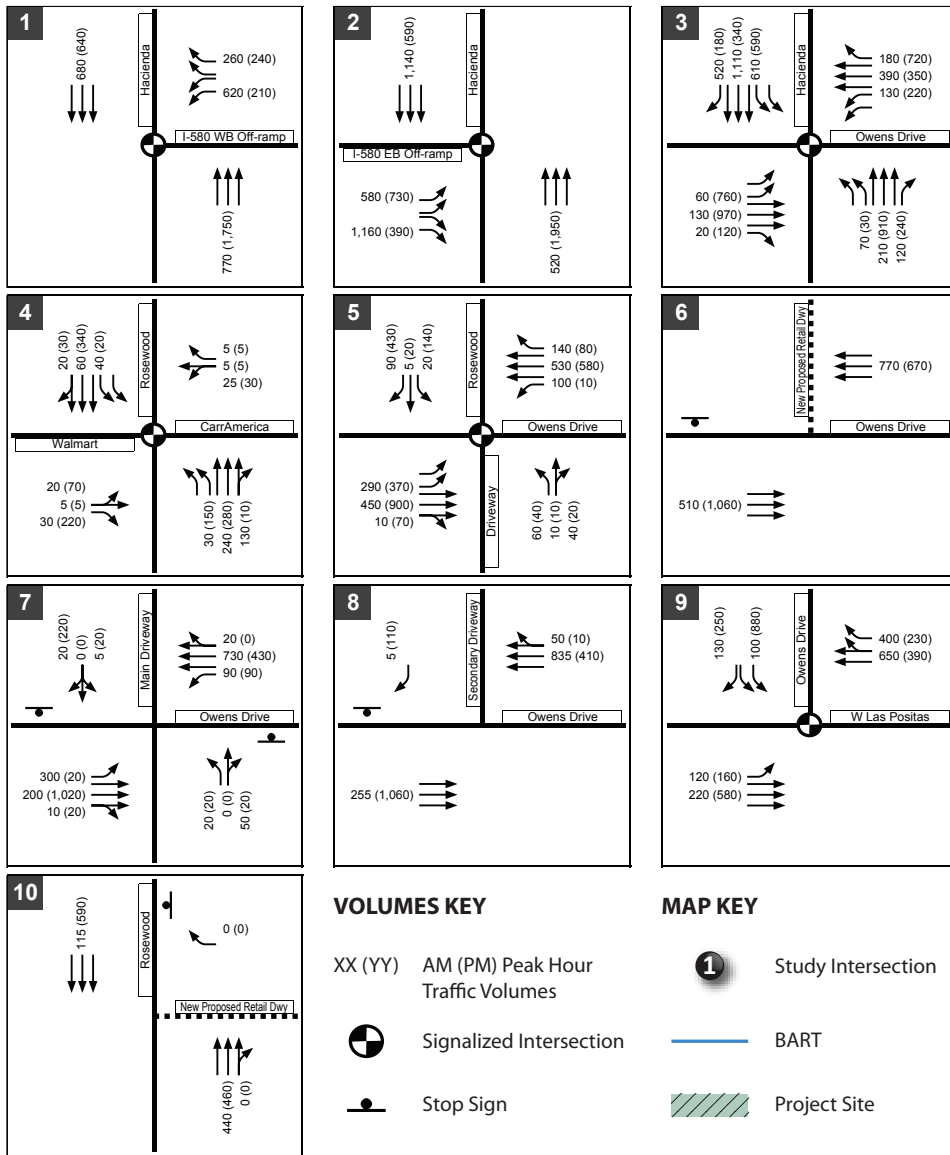 1
680 (640)
Hacienda
260 (240)
620 (210)
I-580 WB Off-ramp
770 (1,750)
2
1,140 (590)
Hacienda
I-580 EB Off-ramp
580 (730)
1,160 (390)
520 (1,950)
3
520 (180)
1,110 (340)
610 (590)
Hacienda
180 (720)
390 (350)
130 (220)
Owens Drive
60 (760)
130 (970)
20 (120)
70 (30)
210 (910)
120 (240)
4
20 (30)
60 (340)
40 (20)
Rosewood
5 (5)
5 (5)
25 (30)
CarrAmerica
Walmart
20 (70)
5 (5)
30 (220)
30 (150)
240 (280)
130 (10)
5
90 (430)
5 (20)
20 (140)
Rosewood
140 (80)
530 (580)
100 (10)
Owens Drive
290 (370)
450 (900)
10 (70)
Driveway
60 (40)
10 (10)
40 (20)
6
New Proposed Retail Dwy
770 (670)
Owens Drive
510 (1,060)
7
20 (220)
0 (0)
5 (20)
Main Driveway
20 (0)
730 (430)
90 (90)
Owens Drive
300 (20)
200 (1,020)
10 (20)
20 (20)
0 (0)
50 (20)
8
5 (110)
Secondary Driveway
50 (10)
835 (410)
Owens Drive
255 (1,060)
9
130 (250)
100 (880)
Owens Drive
400 (230)
650 (390)
W Las Positas
120 (160)
220 (580)
10
115 (590)
Rosewood
0 (0)
New Proposed Retail Dwy
440 (460)
0 (0)
VOLUMES KEY
XX (YY) AM (PM) Peak Hour
Traffic Volumes
Signalized Intersection
Stop Sign
MAP KEY
1 Study Intersection
BART
Project Site